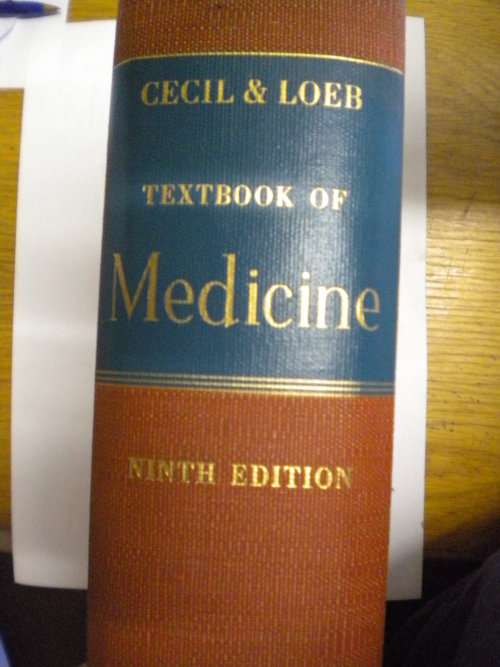 CECIL & LOEB
TEXTBOOK OF
Medicine
NINTH EDITION